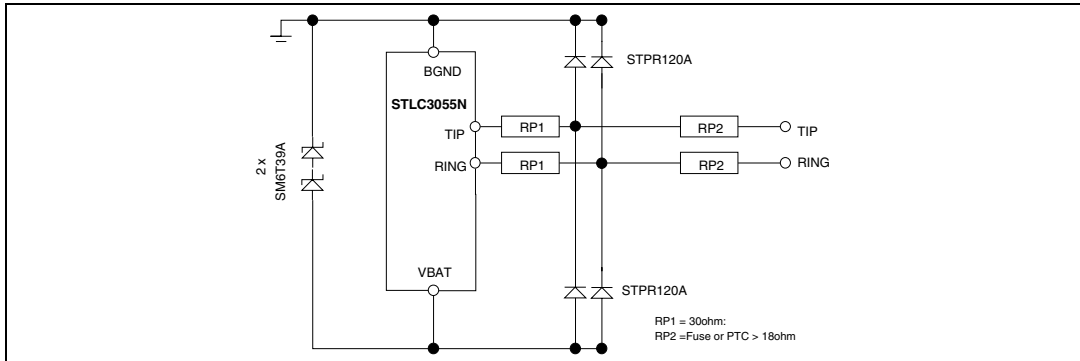 BGND
STPR120A
STLC3055N
TIP
RP1
RP2
TIP
RING
RP1
RP2
RING
2 x
SM6T39A
VBAT
STPR120A
RP1 = 30ohm:
RP2 =Fuse or PTC > 18ohm